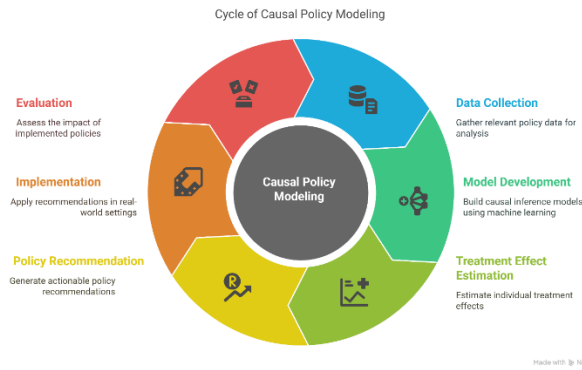 Cycle of Causal Policy Modeling
Evaluation
Assess the impact of
implemented policies
Data Collection
Gather relevant policy data for
analysis
Implementation
Apply recommendations in real-
world settings
Causal Policy
Modeling
Model Development
Build causal inference models
using machine learning
Policy Recommendation
Generate actionable policy
recommendations
Treatment Effect
Estimation
Estimate individual treatment
effects
R
Made with N